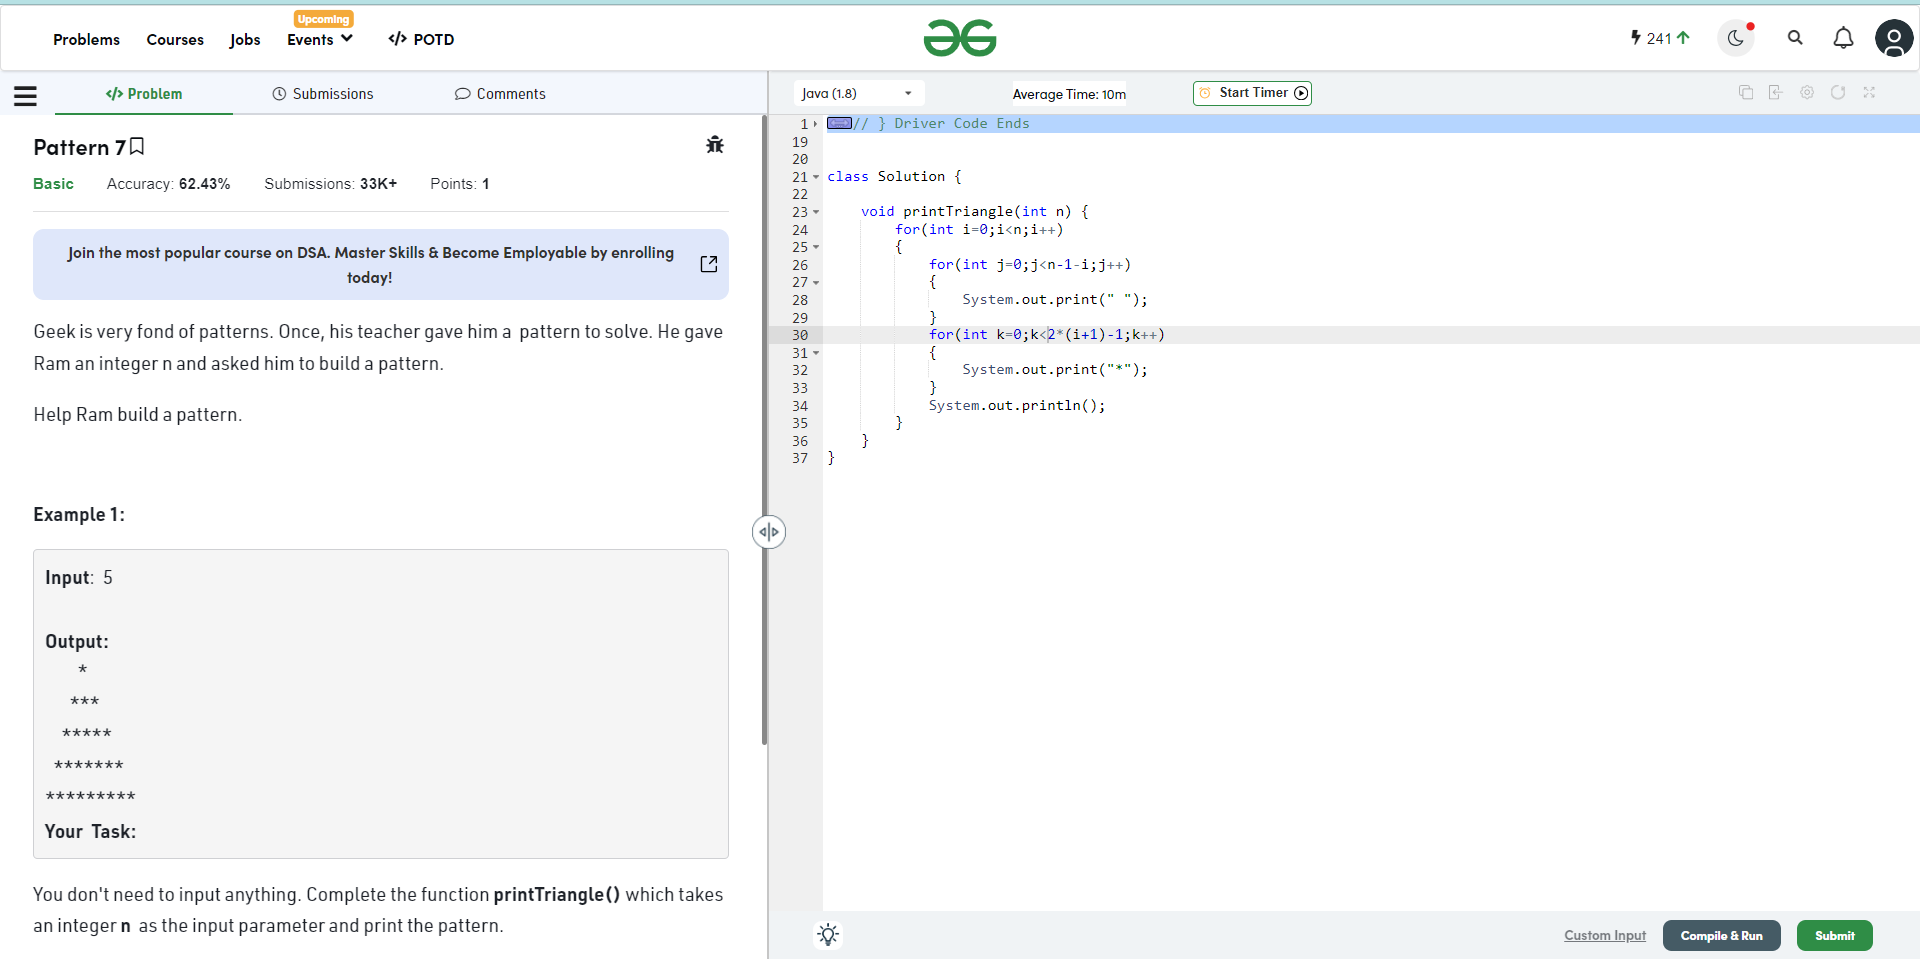 Problems Courses Jobs Upcoming Events </> POTD 241
</> Problem Submissions Comments
Pattern 7
Basic Accuracy: 62.43% Submissions: 33K+ Points: 1
Join the most popular course on DSA. Master Skills & Become Employable by enrolling
today!
Geek is very fond of patterns. Once, his teacher gave him a  pattern to solve. He gave
Ram an integer n and asked him to build a pattern.
Help Ram build a pattern.
Example 1:
Input:  5
Output:
    *
   ***
  *****
 *******
*********
Your Task:
You don't need to input anything. Complete the function printTriangle() which takes
an integer n  as the input parameter and print the pattern.
Java (1.8) Average Time: 10m Start Timer
1 // } Driver Code Ends
19
20
21 class Solution {
22
23     void printTriangle(int n) {
24         for(int i=0;i<n;i++)
25         {
26             for(int j=0;j<n-1-i;j++)
27             {
28                 System.out.print(" ");
29             }
30             for(int k=0;k<2*(i+1)-1;k++)
31             {
32                 System.out.print("*");
33             }
34             System.out.println();
35         }
36     }
37 }
Custom Input Compile & Run Submit